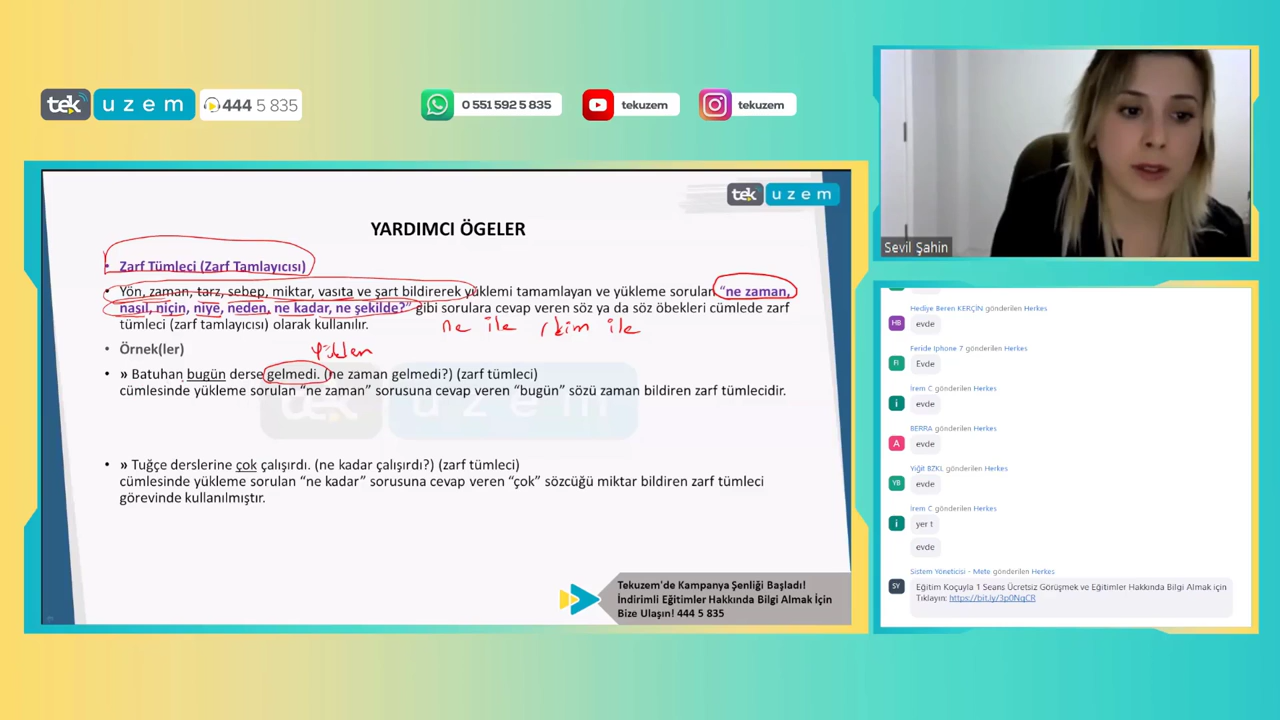 tek uzem 444 5 835
0 551 592 5 835
tekuzem
tekuzem
tek uzem
YARDIMCI ÖGELER
• Zarf Tümleci (Zarf Tamlayıcısı)
• Yön, zaman, tarz, sebep, miktar, vasıta ve şart bildirerek yüklemi tamamlayan ve yükleme sorulan “ne zaman,
nasıl, niçin, niye, neden, ne kadar, ne şekilde?” gibi sorulara cevap veren söz ya da söz öbekleri cümlede zarf
tümleci (zarf tamlayıcısı) olarak kullanılır.
ne ile / kim ile
• Örnek(ler)
yüklem
• » Batuhan bugün derse gelmedi. (ne zaman gelmedi?) (zarf tümleci)
cümlesinde yükleme sorulan “ne zaman” sorusuna cevap veren “bugün” sözü zaman bildiren zarf tümlecidir.
tek uzem
• » Tuğçe derslerine çok çalışırdı. (ne kadar çalışırdı?) (zarf tümleci)
cümlesinde yükleme sorulan “ne kadar” sorusuna cevap veren “çok” sözcüğü miktar bildiren zarf tümleci
görevinde kullanılmıştır.
Tekuzem'de Kampanya Şenliği Başladı!
İndirimli Eğitimler Hakkında Bilgi Almak İçin
Bize Ulaşın! 444 5 835
Sevil Şahin
Hediye Beren KERÇİN gönderilen Herkes
HB evde
Feride Iphone 7 gönderilen Herkes
FI Evde
İrem C gönderilen Herkes
i evde
BERRA gönderilen Herkes
A evde
Yiğit BZKL gönderilen Herkes
YB evde
İrem C gönderilen Herkes
i yer t
evde
Sistem Yöneticisi - Mete gönderilen Herkes
SY Eğitim Koçuyla 1 Seans Ücretsiz Görüşmek ve Eğitimler Hakkında Bilgi Almak için
Tıklayın: https://bit.ly/3p0NqCR